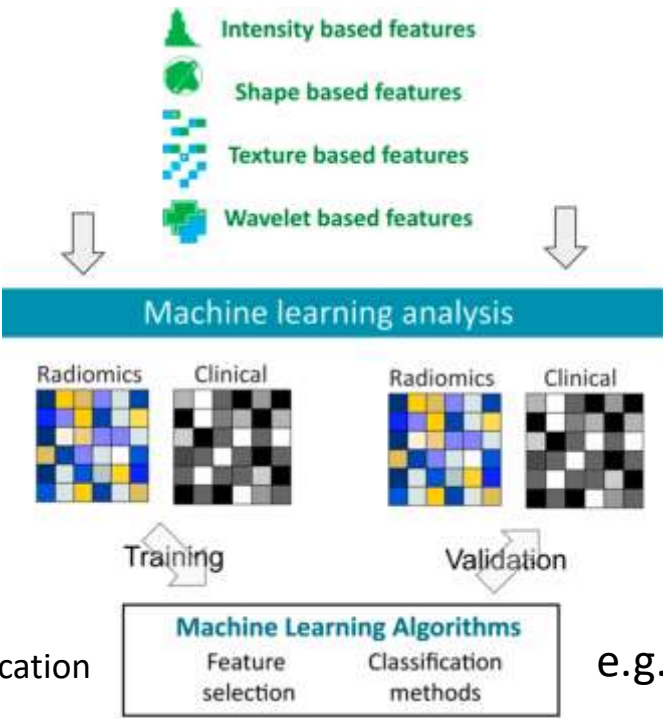 Intensity based features
Shape based features
Texture based features
Wavelet based features
Machine learning analysis
Radiomics Clinical Radiomics Clinical
Training Validation
Machine Learning Algorithms
cation Feature Classification e.g.
selection methods